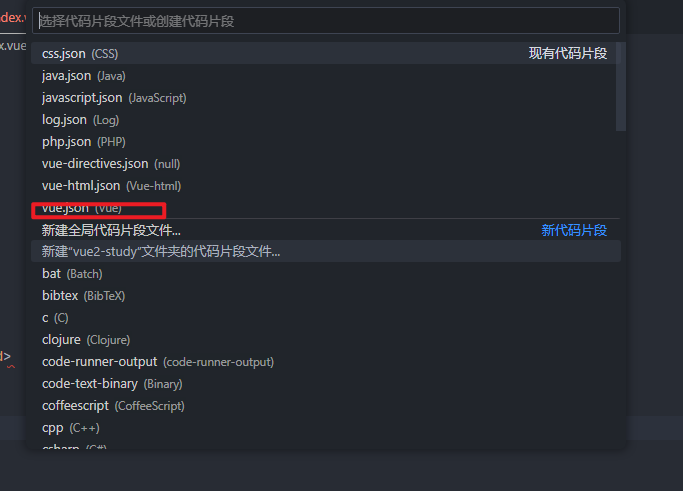 ndex.v
选择代码片段文件或创建代码片段
x.vue
css.json (CSS) 现有代码片段
java.json (Java)
javascript.json (JavaScript)
log.json (Log)
php.json (PHP)
vue-directives.json (null)
vue-html.json (Vue-html)
vue.json (vue)
新建全局代码片段文件... 新代码片段
新建"vue2-study"文件夹的代码片段文件...
bat (Batch)
bibtex (BibTeX)
c (C)
clojure (Clojure)
d>
code-runner-output (code-runner-output)
code-text-binary (Binary)
coffeescript (CoffeeScript)
cpp (C++)
csharp (C#)